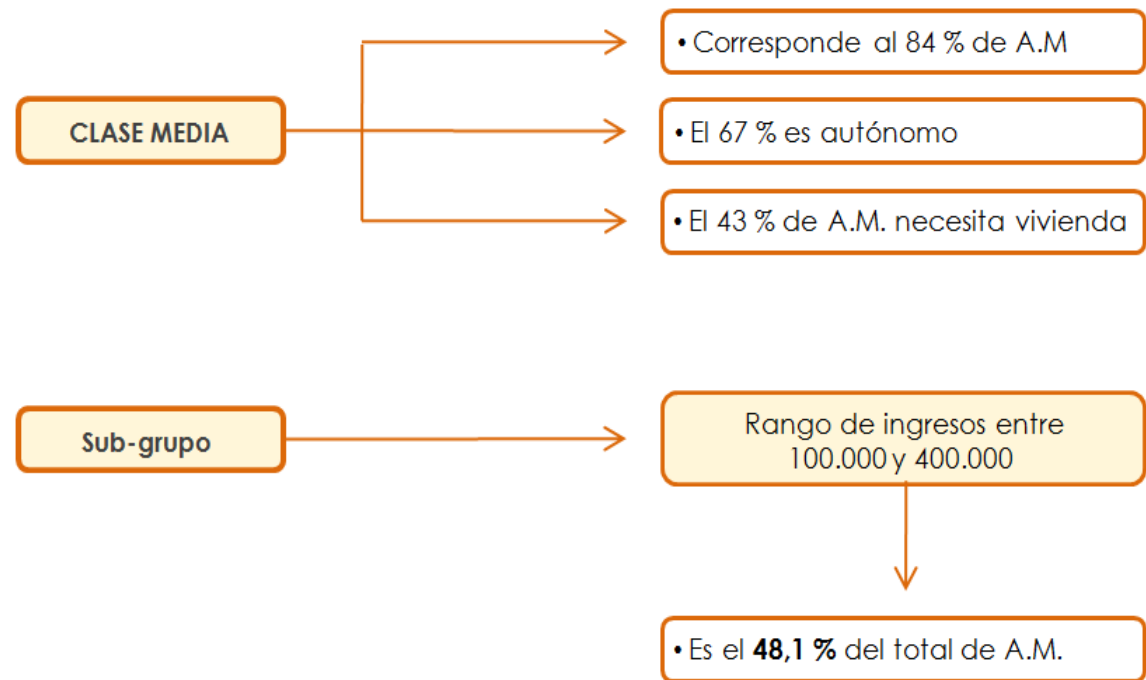 • Corresponde al 84 % de A.M
CLASE MEDIA
• El 67 % es autónomo
• El 43 % de A.M. necesita vivienda
Sub-grupo
Rango de ingresos entre
100.000 y 400.000
• Es el 48,1 % del total de A.M.